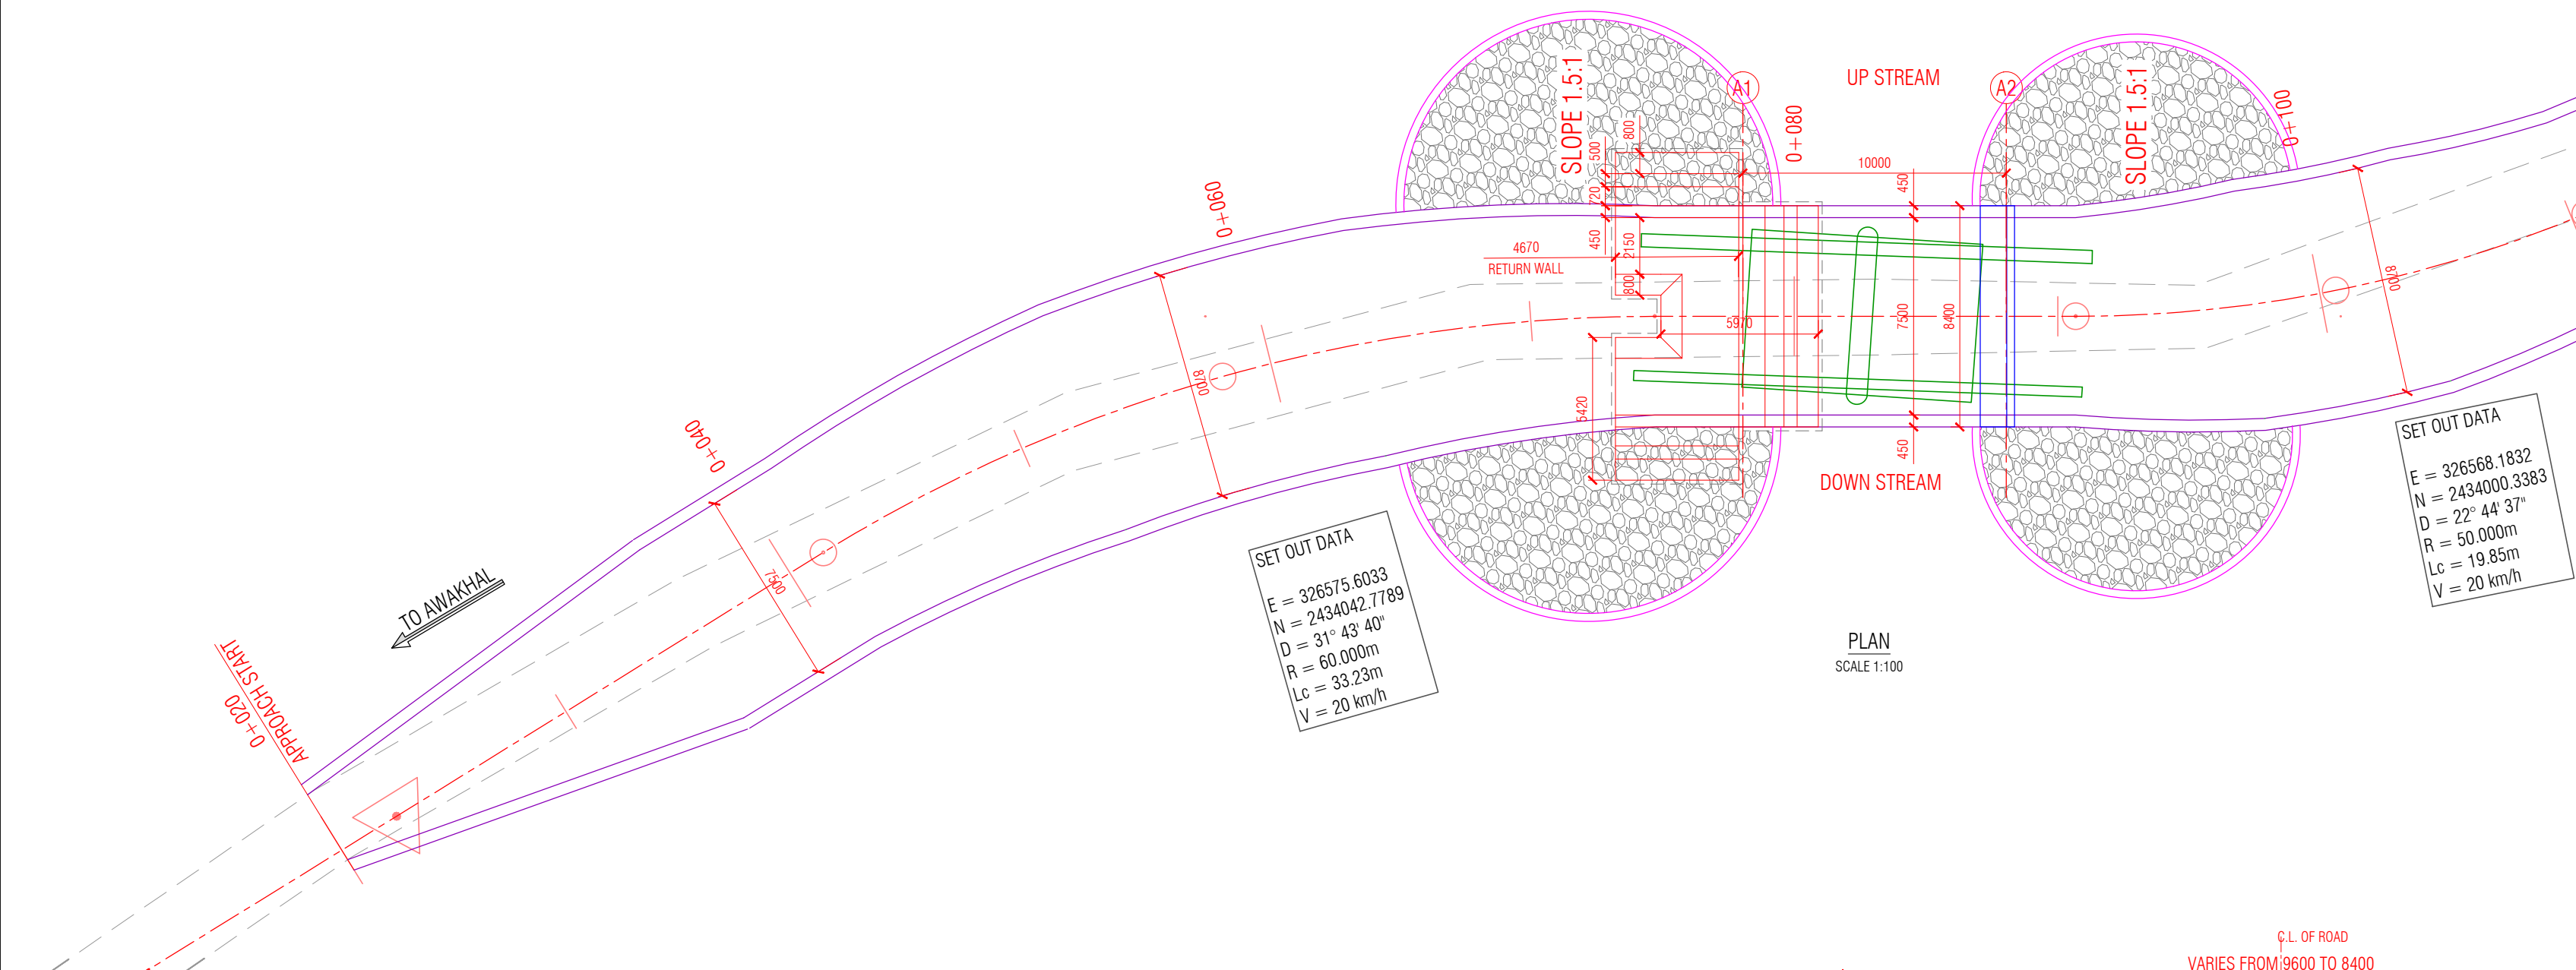 UP STREAM
SLOPE 1.5:1
A1
0+080
A2
SLOPE 1.5:1
0+100
10000
800
500
720
450
450
2150
800
4670
RETURN WALL
5970
7500
8400
5420
450
DOWN STREAM
0+060
8700
0+040
7500
8700
TO AWAKHAL
APPROACH START
0+020
SET OUT DATA
E = 326575.6033
N = 2434042.7789
D = 31° 43' 40"
R = 60.000m
Lc = 33.23m
V = 20 km/h
SET OUT DATA
E = 326568.1832
N = 2434000.3383
D = 22° 44' 37"
R = 50.000m
Lc = 19.85m
V = 20 km/h
PLAN
SCALE 1:100
C.L. OF ROAD
VARIES FROM 9600 TO 8400